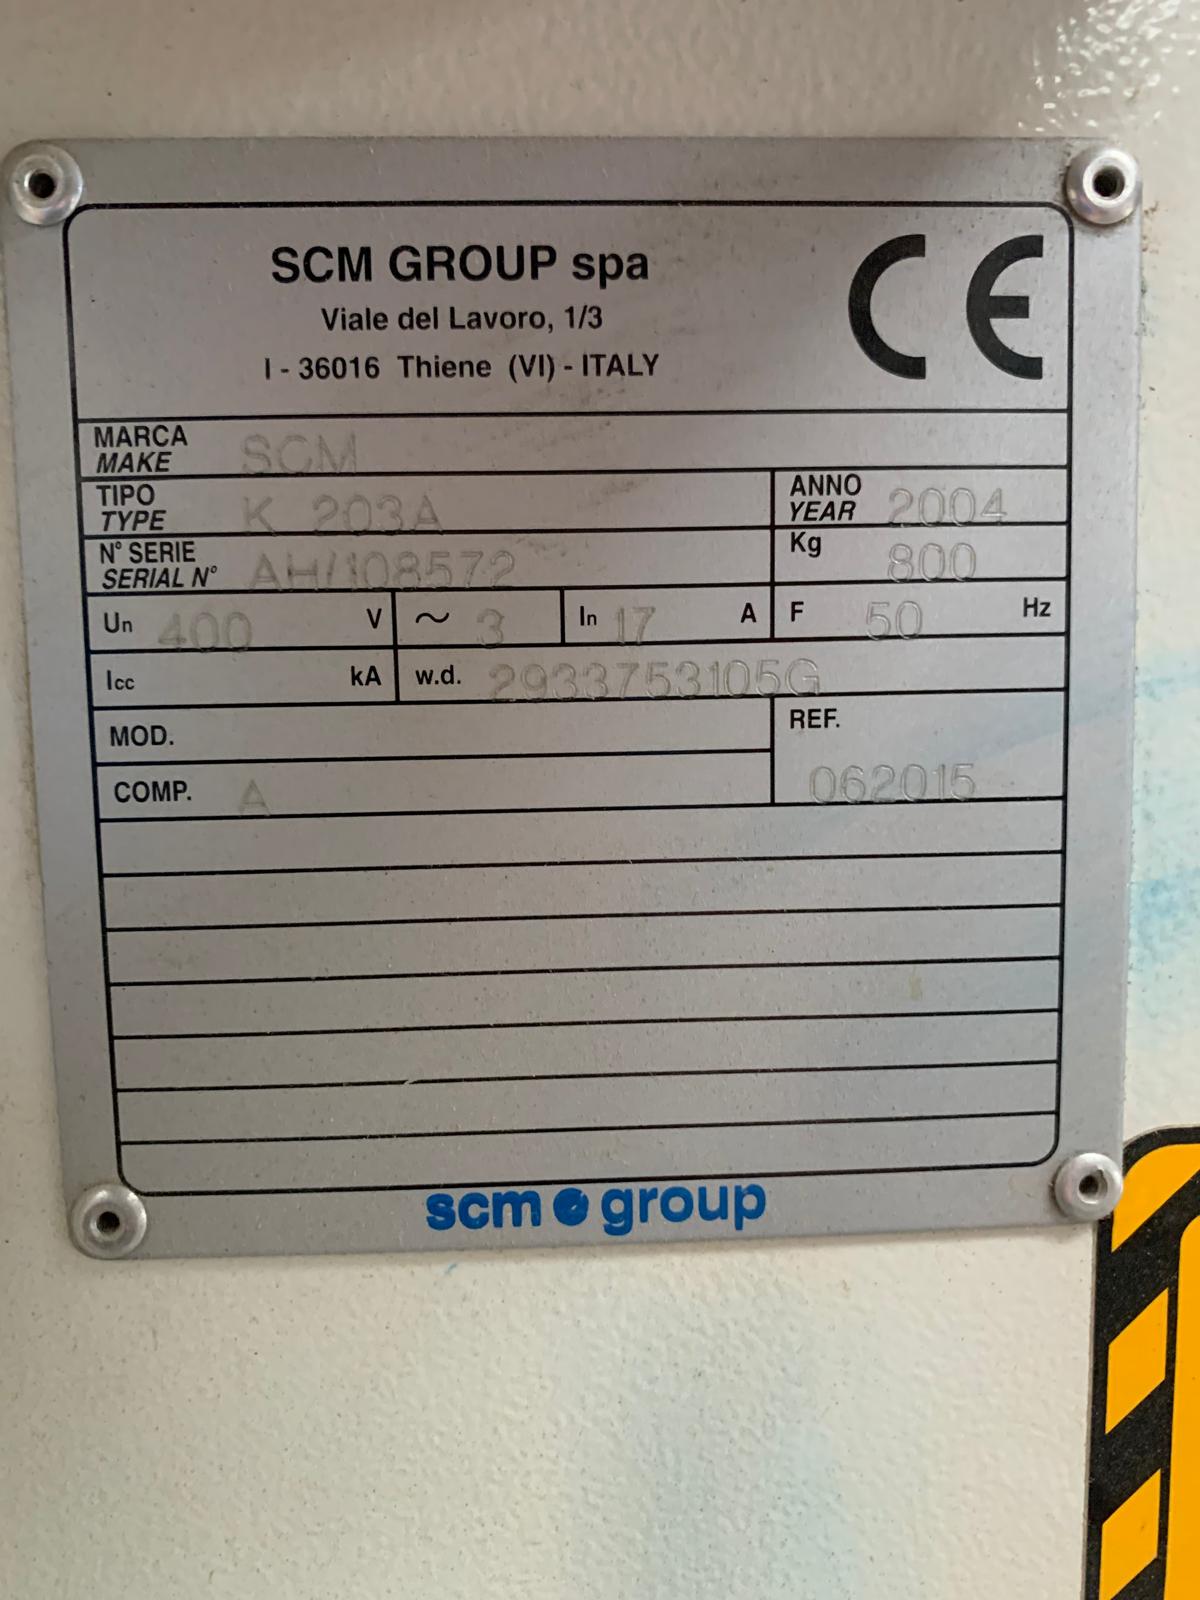 SCM GROUP spa
Viale del Lavoro, 1/3
I - 36016 Thiene (VI) - ITALY
CE
MARCA
MAKE SCM
TIPO
TYPE K 203A
ANNO
YEAR 2004
N° SERIE
SERIAL N° AH/108572
Kg 800
Un 400 V ~ 3 In 17 A F 50 Hz
Icc kA w.d. 2933753105G
MOD.
REF.
062015
COMP. A
scm group